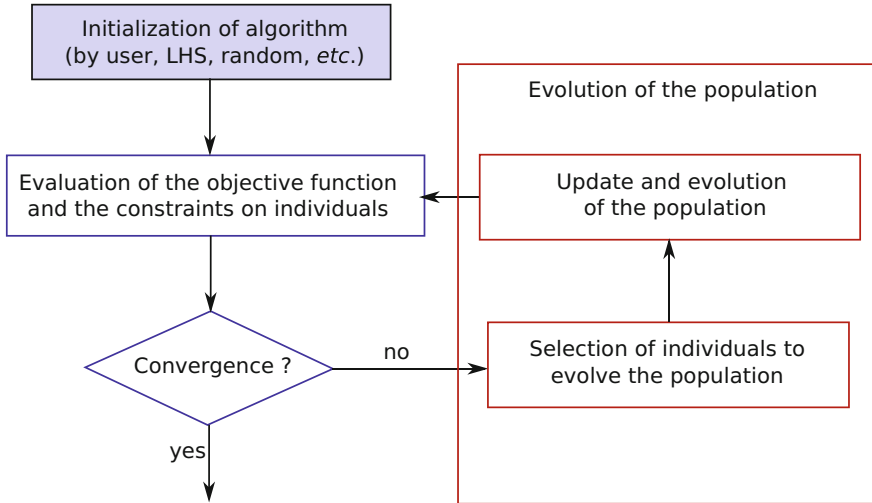 Initialization of algorithm
(by user, LHS, random, etc.)
Evolution of the population
Evaluation of the objective function
and the constraints on individuals
Update and evolution
of the population
Convergence ?
no
Selection of individuals to
evolve the population
yes